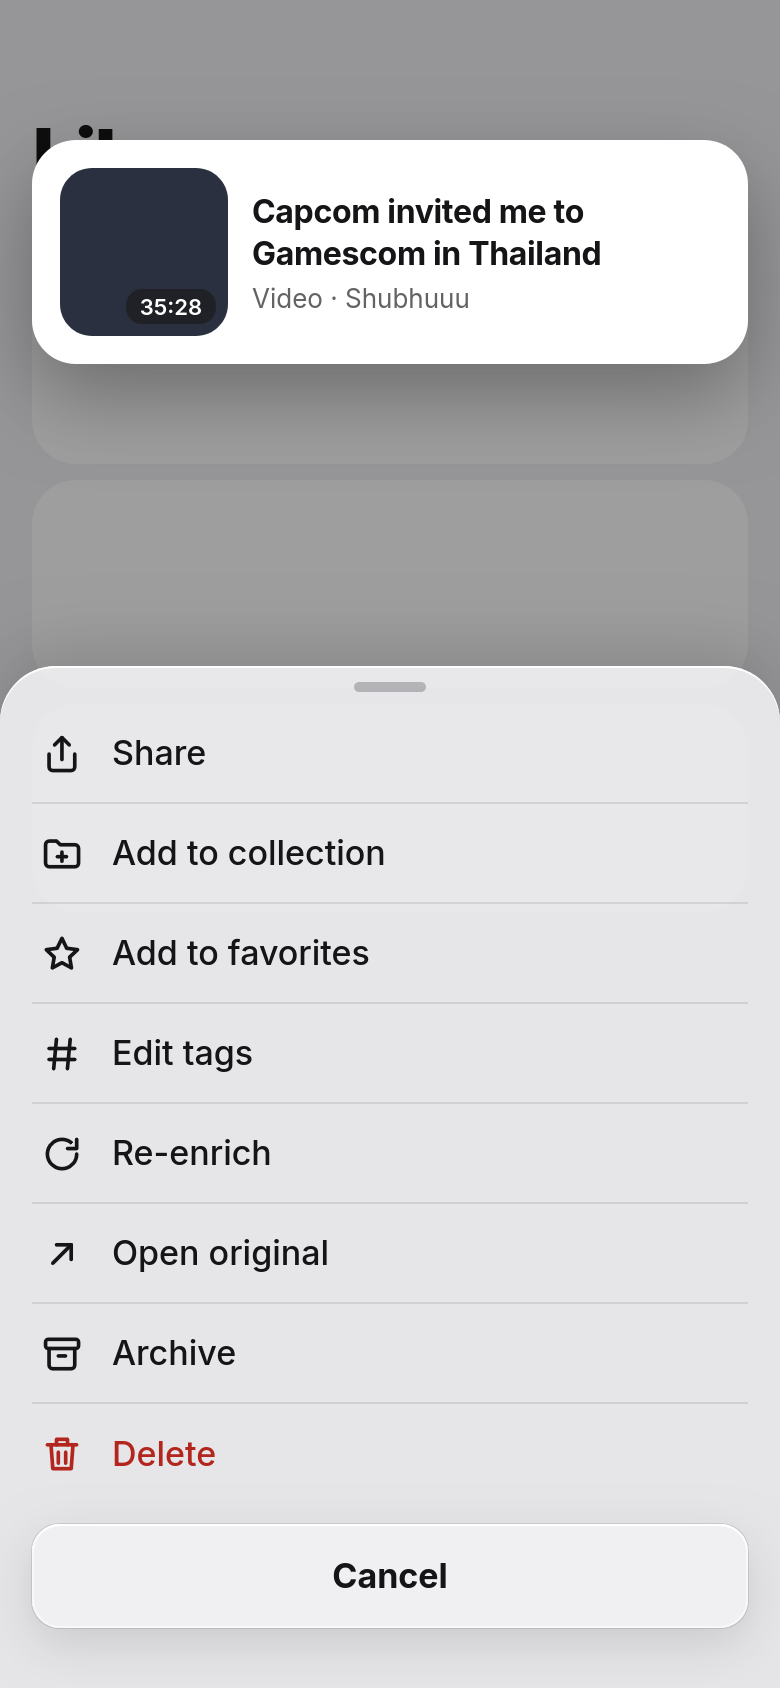 35:28
Capcom invited me to
Gamescom in Thailand
Video · Shubhuuu
Share
Add to collection
Add to favorites
Edit tags
Re-enrich
Open original
Archive
Delete
Cancel